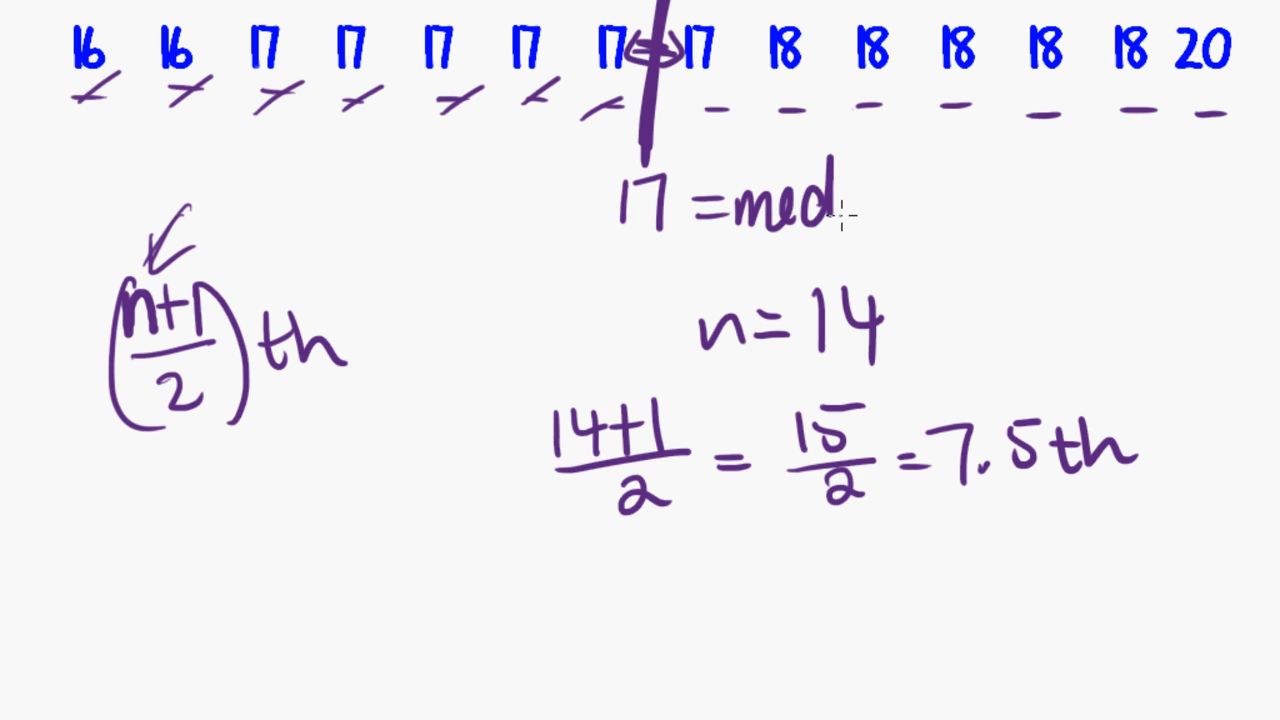 16 16 17 17 17 17 17 17 18 18 18 18 18 20
17 = med
n = 14
(n+1/2)th
14+1/2 = 15/2 = 7.5th